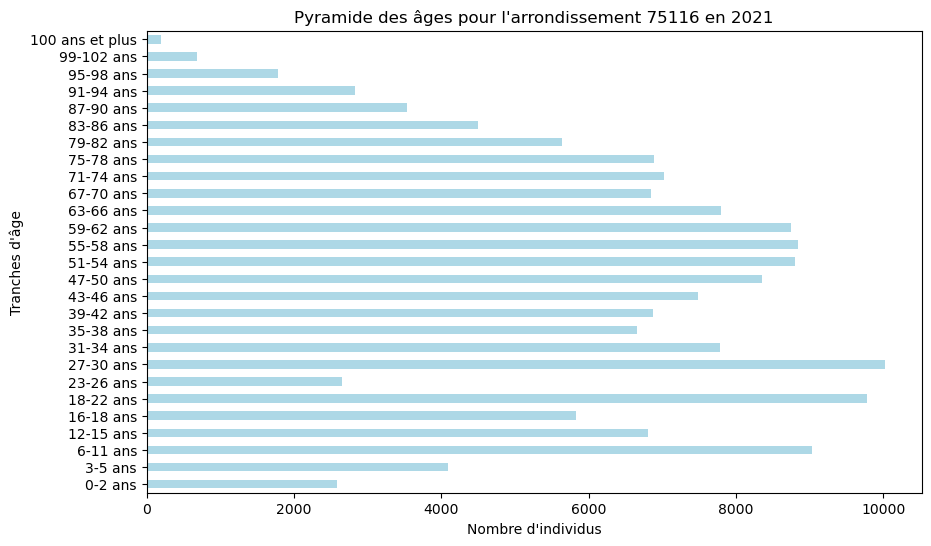 Pyramide des âges pour l'arrondissement 75116 en 2021
100 ans et plus
99-102 ans
95-98 ans
91-94 ans
87-90 ans
83-86 ans
79-82 ans
75-78 ans
71-74 ans
67-70 ans
63-66 ans
59-62 ans
55-58 ans
51-54 ans
47-50 ans
43-46 ans
39-42 ans
35-38 ans
31-34 ans
27-30 ans
23-26 ans
18-22 ans
16-18 ans
12-15 ans
6-11 ans
3-5 ans
0-2 ans
Tranches d'âge
0 2000 4000 6000 8000 10000
Nombre d'individus